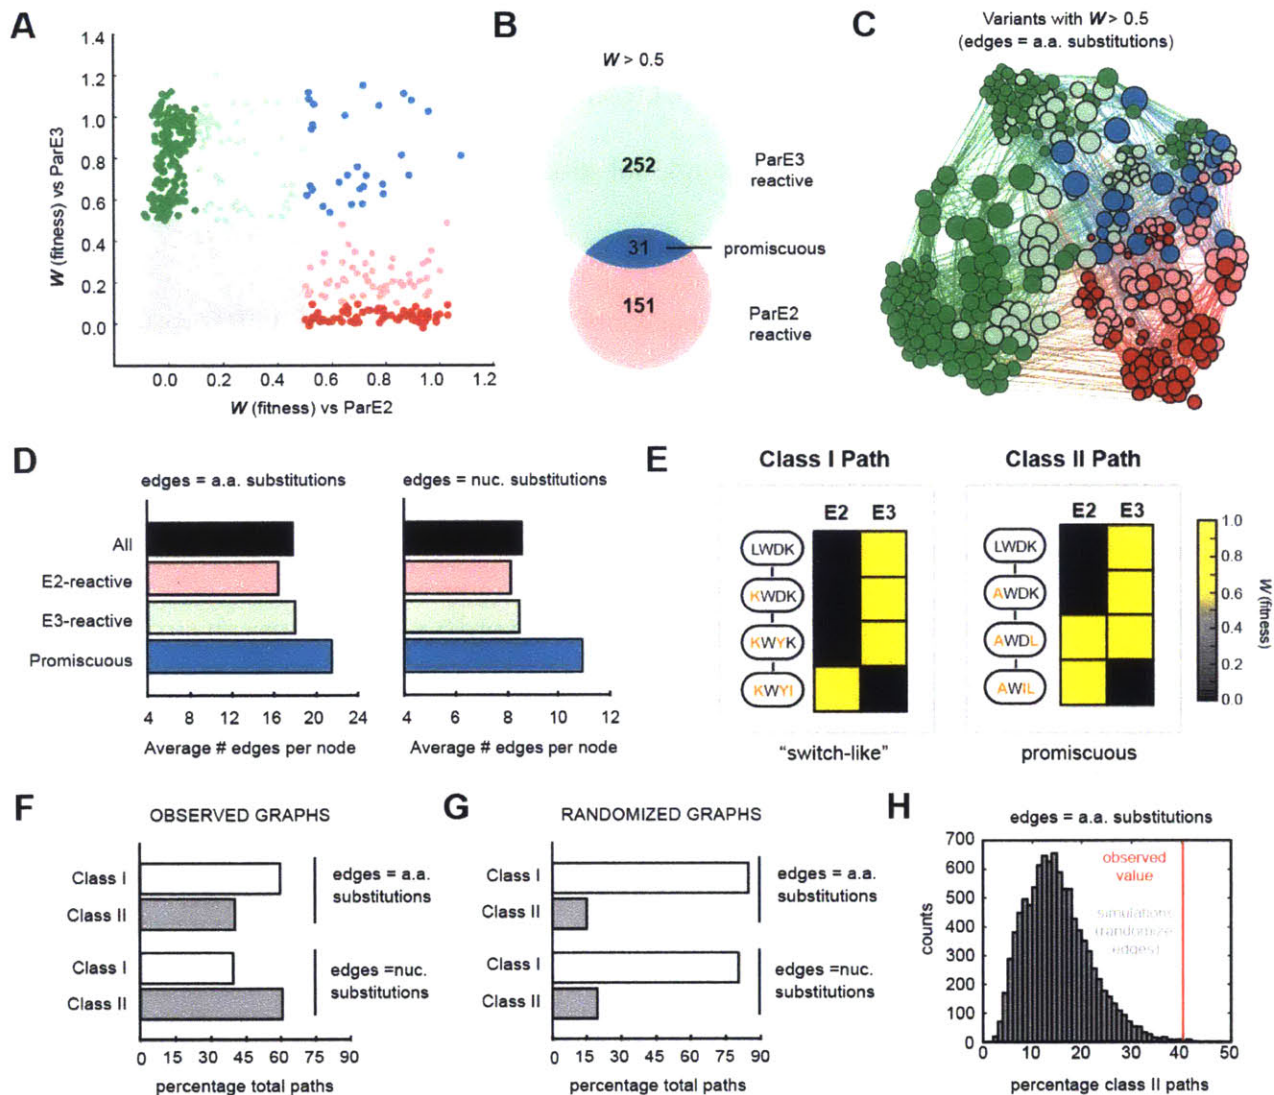 A
1.4
1.2
1.0
0.8
0.6
0.4
0.2
0.0
W (fitness) vs ParE3
0.0 0.2 0.4 0.6 0.8 1.0 1.2
W (fitness) vs ParE2
B
W > 0.5
252
31
151
ParE3
reactive
promiscuous
ParE2
reactive
C
Variants with W > 0.5
(edges = a.a. substitutions)
D
edges = a.a. substitutions
All
E2-reactive
E3-reactive
Promiscuous
4 8 12 16 20 24
Average # edges per node
edges = nuc. substitutions
4 6 8 10 12
Average # edges per node
E
Class I Path
E2 E3
LWDK
KWDK
KWYK
KWYI
"switch-like"
Class II Path
E2 E3
LWDK
AWDK
AWDL
AWIL
promiscuous
1.0
0.8
0.6
0.4
0.2
0.0
W (fitness)
F
OBSERVED GRAPHS
Class I
Class II
edges = a.a.
substitutions
Class I
Class II
edges =nuc.
substitutions
0 15 30 45 60 75 90
percentage total paths
G
RANDOMIZED GRAPHS
Class I
Class II
edges = a.a.
substitutions
Class I
Class II
edges =nuc.
substitutions
0 15 30 45 60 75 90
percentage total paths
H
edges = a.a. substitutions
700
600
500
400
300
200
100
0
counts
observed
value
simulations
(randomize
edges)
0 10 20 30 40 50
percentage class II paths